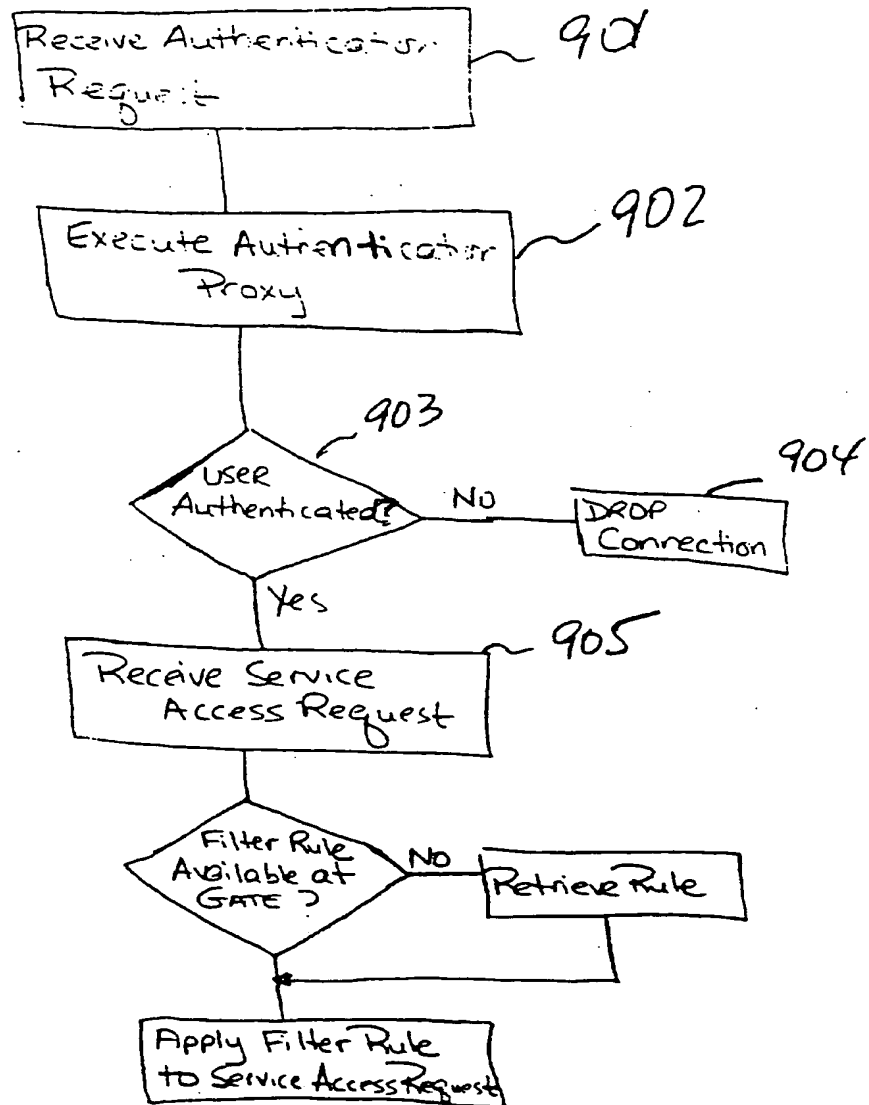 Receive Authentication
Request
901
Execute Authentication
Proxy
902
903
USER
Authenticated?
No
904
DROP
Connection
Yes
905
Receive Service
Access Request
Filter Rule
Available at
GATE ?
No
Retrieve Rule
Apply Filter Rule
to Service Access Request